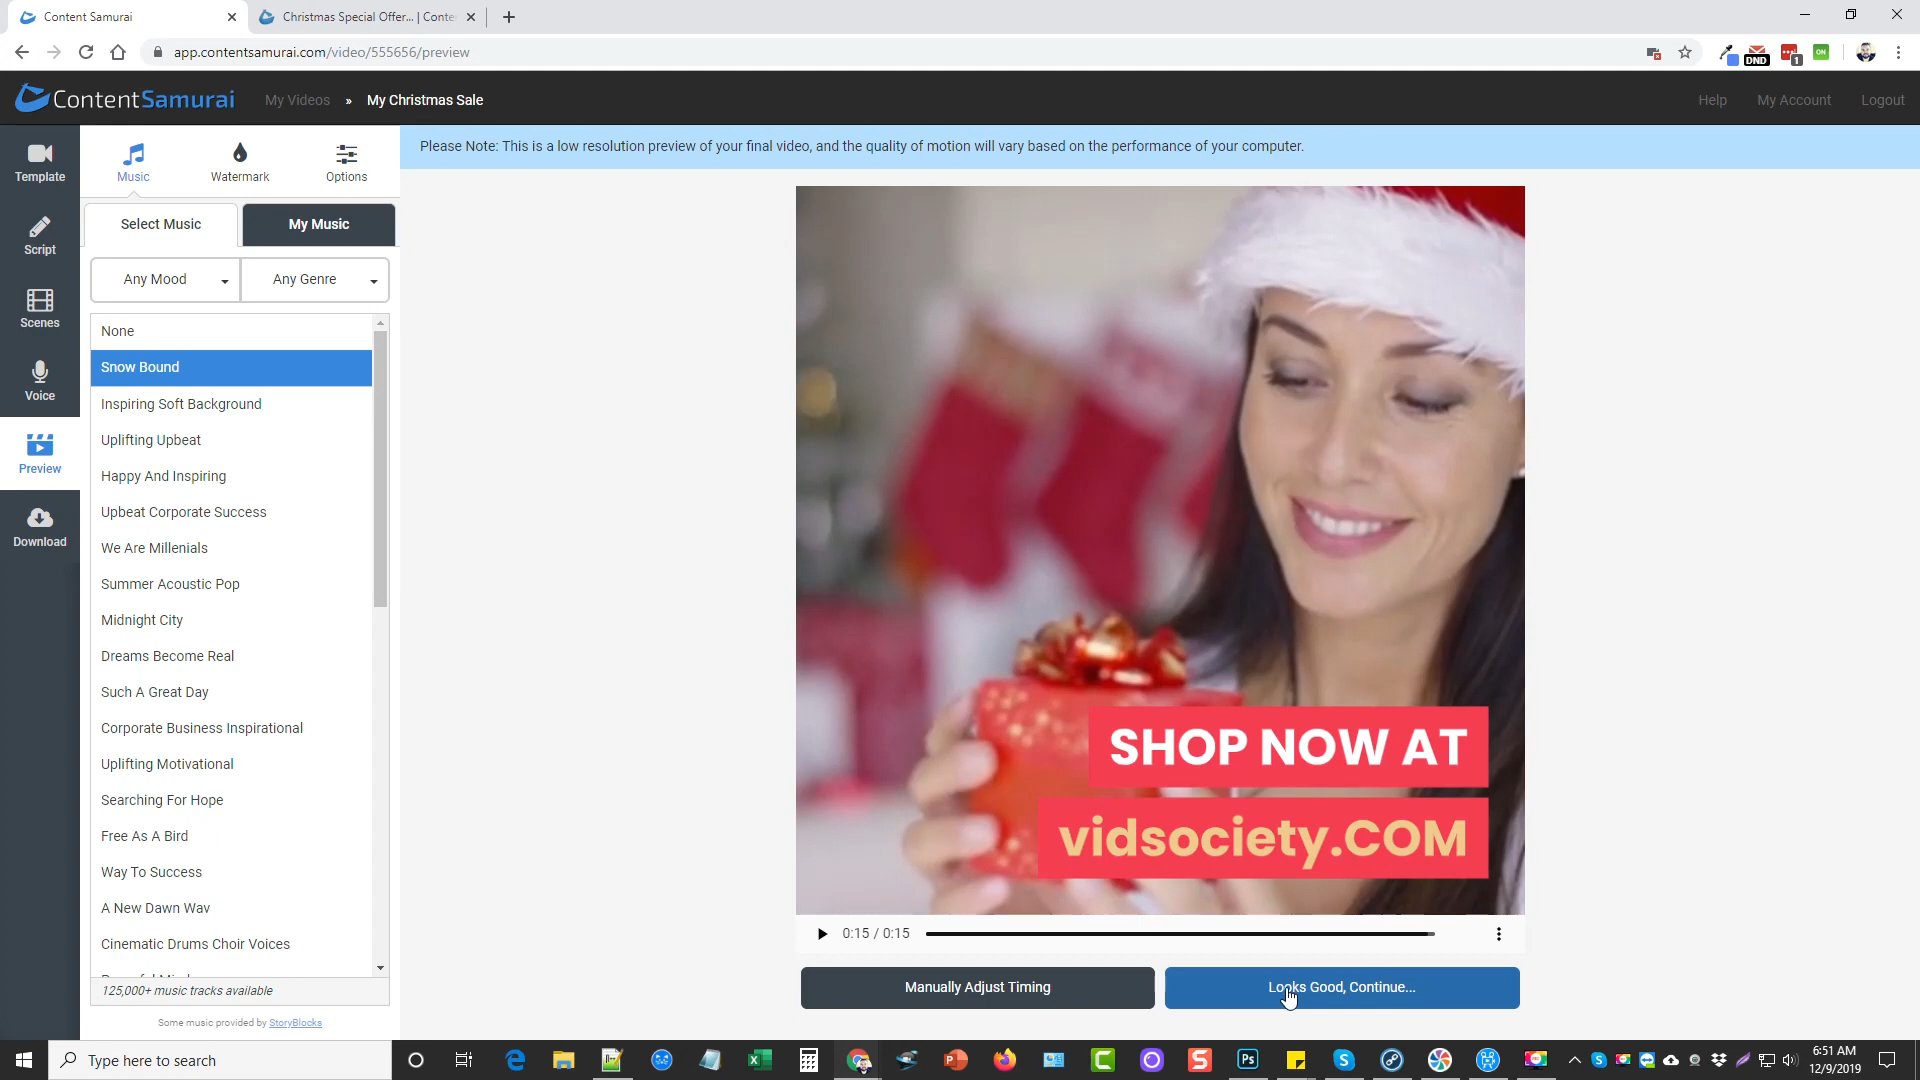 Content Samurai
Christmas Special Offer... | Conte
app.contentsamurai.com/video/555656/preview
DND
1
ON
ContentSamurai
My Videos » My Christmas Sale
Help
My Account
Logout
Template
Script
Scenes
Voice
Preview
Download
Music
Watermark
Options
Select Music
My Music
Any Mood
Any Genre
None
Snow Bound
Inspiring Soft Background
Uplifting Upbeat
Happy And Inspiring
Upbeat Corporate Success
We Are Millenials
Summer Acoustic Pop
Midnight City
Dreams Become Real
Such A Great Day
Corporate Business Inspirational
Uplifting Motivational
Searching For Hope
Free As A Bird
Way To Success
A New Dawn Wav
Cinematic Drums Choir Voices
125,000+ music tracks available
Some music provided by StoryBlocks
Please Note: This is a low resolution preview of your final video, and the quality of motion will vary based on the performance of your computer.
SHOP NOW AT
vidsociety.COM
0:15 / 0:15
Manually Adjust Timing
Looks Good, Continue...
Type here to search
6:51 AM
12/9/2019